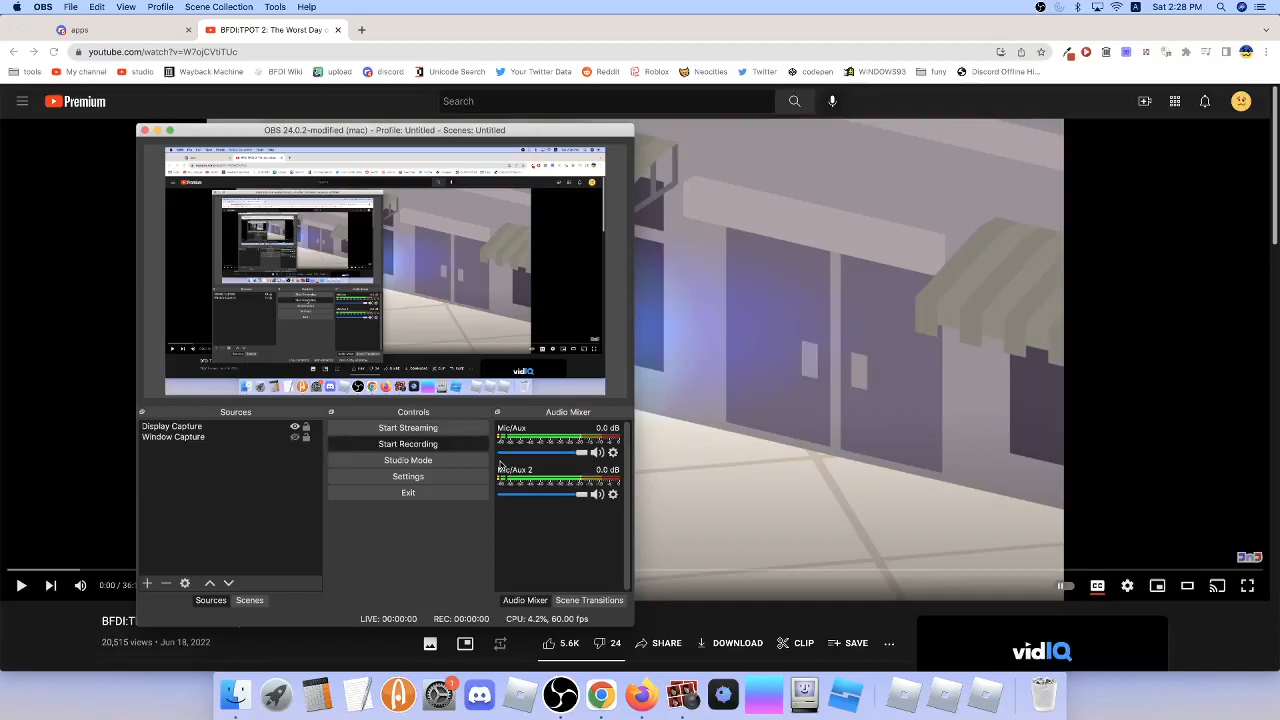 OBS File Edit View Profile Scene Collection Tools Help
A Sat 2:28 PM
apps
BFDI:TPOT 2: The Worst Day o
youtube.com/watch?v=W7ojCVtiTUc
tools My channel studio Wayback Machine BFDI Wiki upload discord Unicode Search Your Twitter Data Reddit Roblox Neocities Twitter codepen WINDOWS93 funy Discord Offline Hi...
Premium
Search
OBS 24.0.2-modified (mac) - Profile: Untitled - Scenes: Untitled
Sources Controls Audio Mixer
Display Capture
Window Capture
Start Streaming
Start Recording
Studio Mode
Settings
Exit
Mic/Aux 0.0 dB
Mic/Aux 2 0.0 dB
Sources Scenes
Audio Mixer Scene Transitions
LIVE: 00:00:00 REC: 00:00:00 CPU: 4.2%, 60.00 fps
0:00 / 36:
CC
BFDI:T
20,515 views • Jun 18, 2022
5.6K 24 SHARE DOWNLOAD CLIP SAVE ...
vidIQ
vidIQ
1